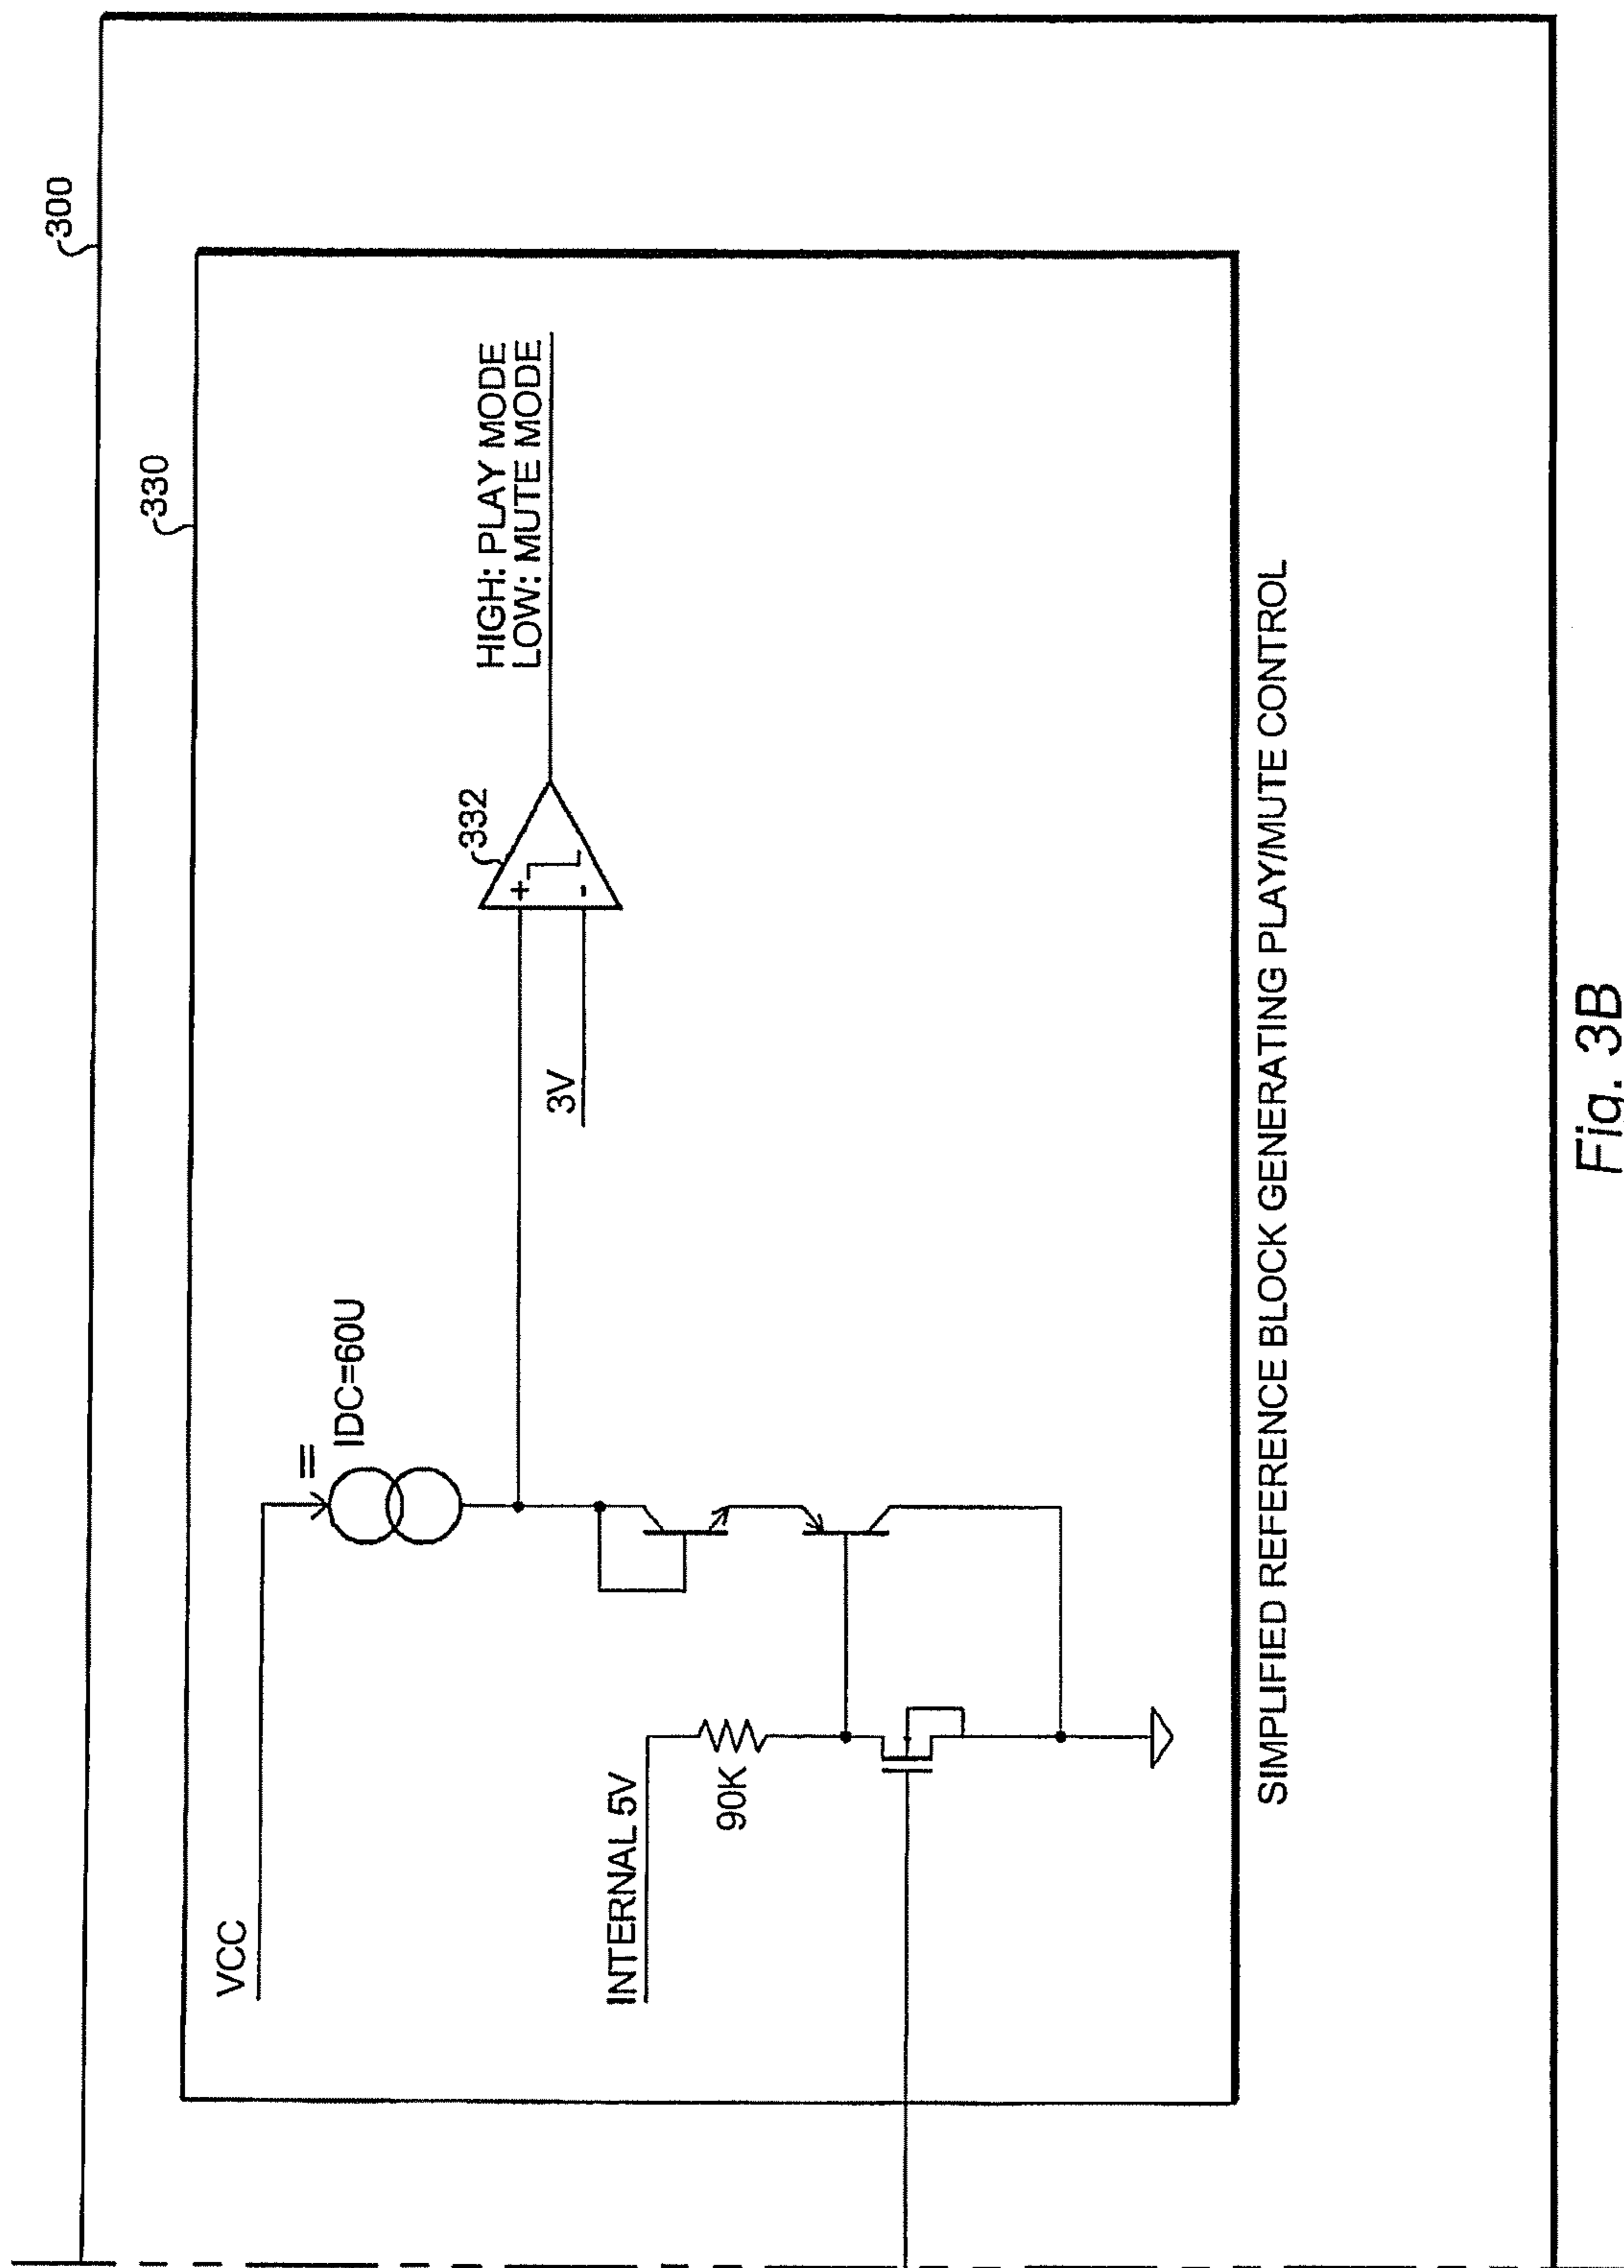 300
330
VCC
=
IDC=60U
HIGH: PLAY MODE
LOW: MUTE MODE
332
+
-
3V
INTERNAL 5V
90K
SIMPLIFIED REFERENCE BLOCK GENERATING PLAY/MUTE CONTROL
Fig. 3B